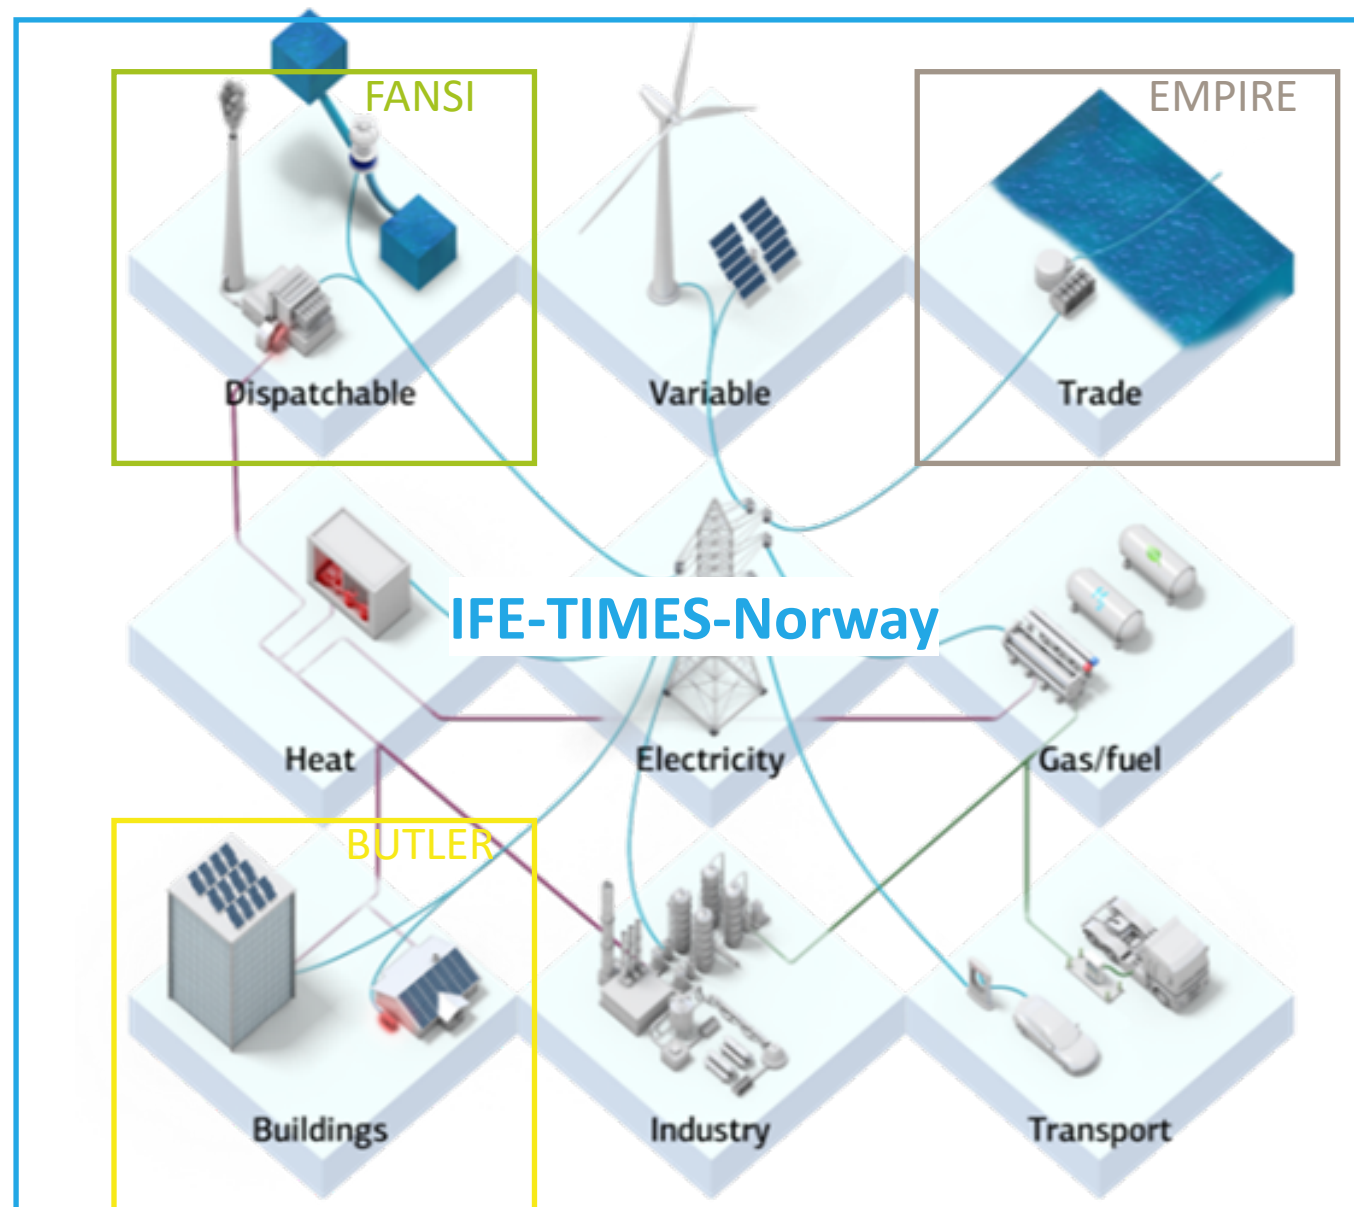 FANSI
EMPIRE
Dispatchable
Variable
Trade
IFE-TIMES-Norway
Heat
Electricity
Gas/fuel
BUTLER
Buildings
Industry
Transport